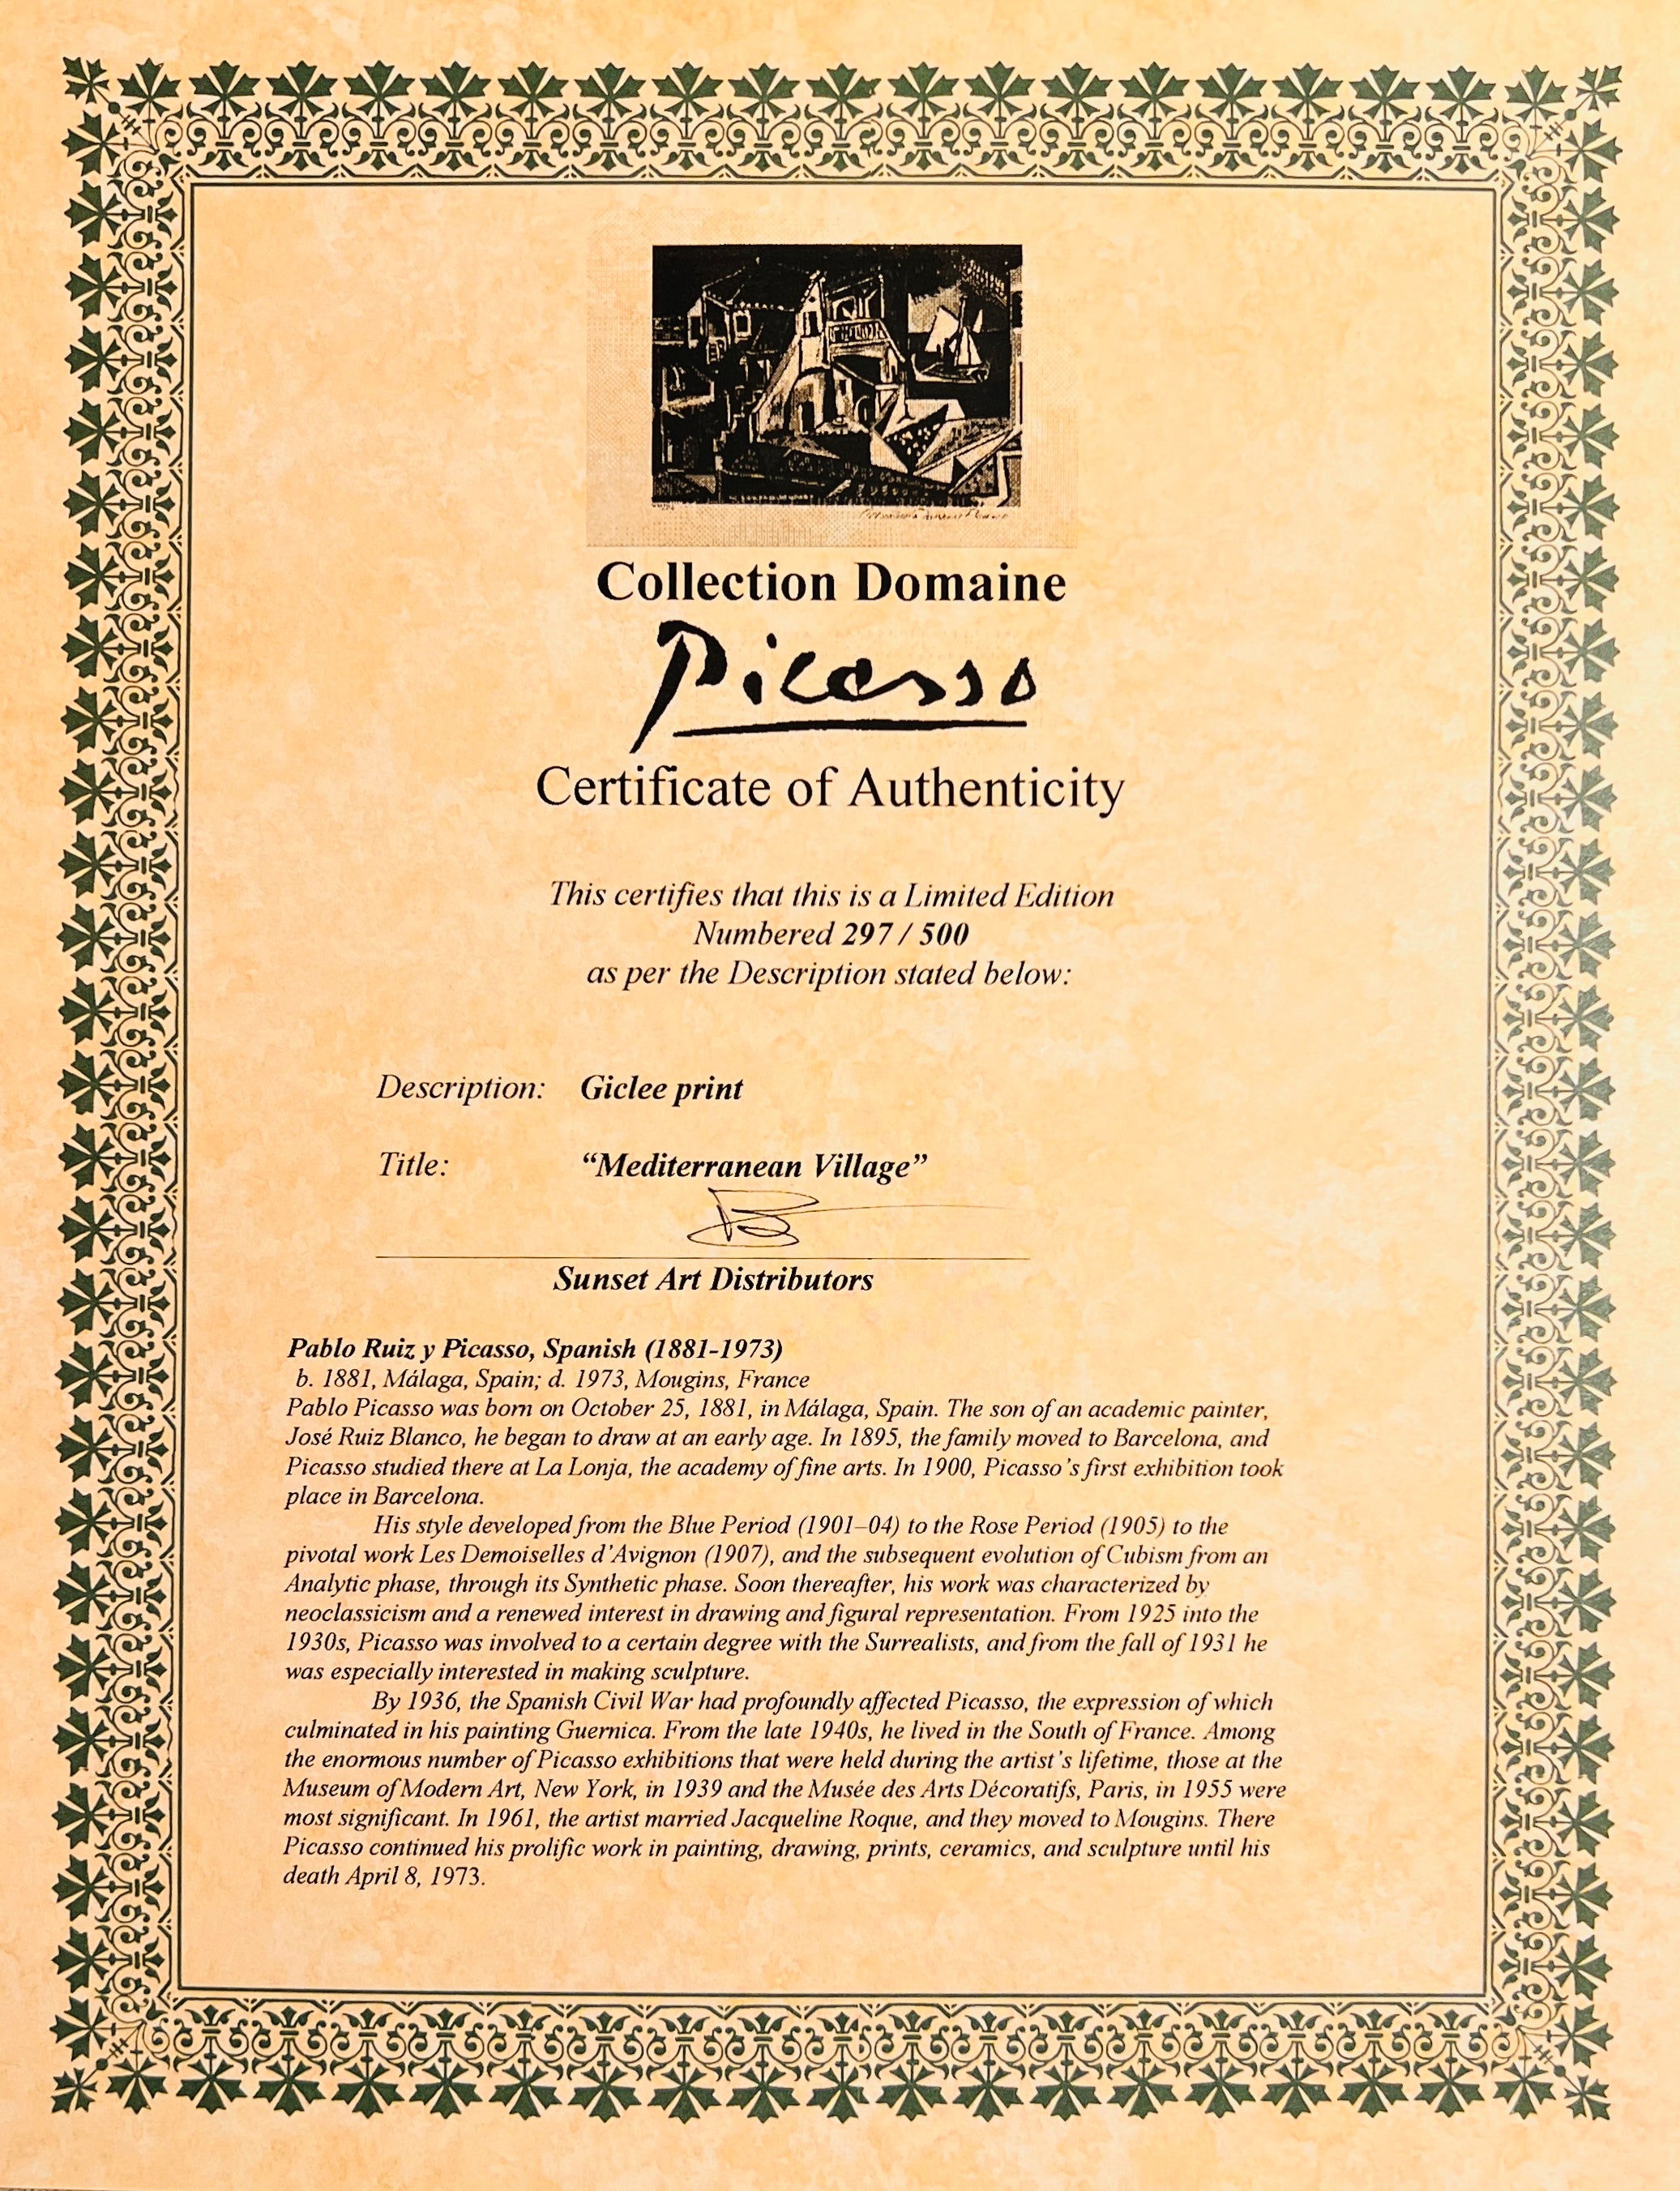 Collection Domaine
Picasso
Certificate of Authenticity
This certifies that this is a Limited Edition
Numbered 297 / 500
as per the Description stated below:
Description: Giclee print
Title: “Mediterranean Village”
Sunset Art Distributors
Pablo Ruiz y Picasso, Spanish (1881-1973)
b. 1881, Málaga, Spain; d. 1973, Mougins, France
Pablo Picasso was born on October 25, 1881, in Málaga, Spain. The son of an academic painter,
José Ruiz Blanco, he began to draw at an early age. In 1895, the family moved to Barcelona, and
Picasso studied there at La Lonja, the academy of fine arts. In 1900, Picasso’s first exhibition took
place in Barcelona.
His style developed from the Blue Period (1901–04) to the Rose Period (1905) to the
pivotal work Les Demoiselles d’Avignon (1907), and the subsequent evolution of Cubism from an
Analytic phase, through its Synthetic phase. Soon thereafter, his work was characterized by
neoclassicism and a renewed interest in drawing and figural representation. From 1925 into the
1930s, Picasso was involved to a certain degree with the Surrealists, and from the fall of 1931 he
was especially interested in making sculpture.
By 1936, the Spanish Civil War had profoundly affected Picasso, the expression of which
culminated in his painting Guernica. From the late 1940s, he lived in the South of France. Among
the enormous number of Picasso exhibitions that were held during the artist’s lifetime, those at the
Museum of Modern Art, New York, in 1939 and the Musée des Arts Décoratifs, Paris, in 1955 were
most significant. In 1961, the artist married Jacqueline Roque, and they moved to Mougins. There
Picasso continued his prolific work in painting, drawing, prints, ceramics, and sculpture until his
death April 8, 1973.